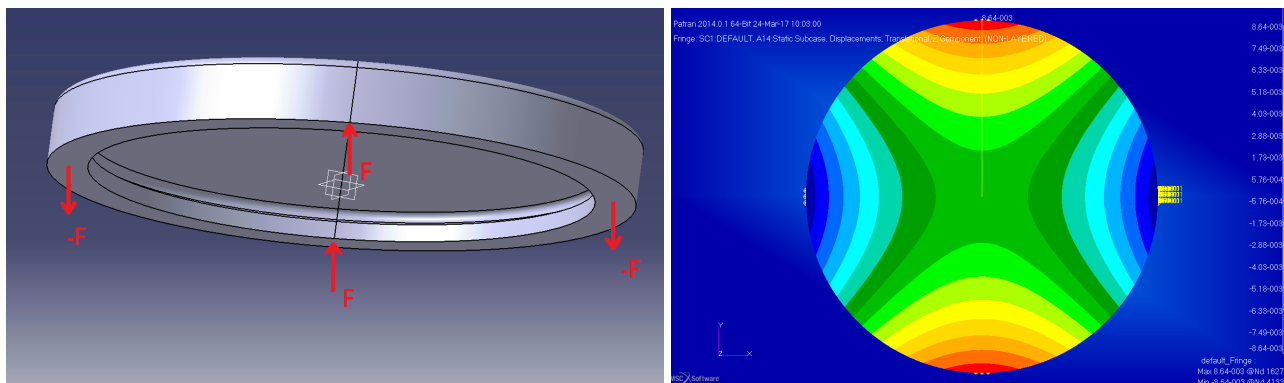 F
-F
-F
F
8.64-003
Patran 2014.0.1 64-Bit 24-Mar-17 10:03:00
Fringe: SC1:DEFAULT, A14:Static Subcase, Displacements, Translational, Z Component, (NON-LAYERED)
8.64-003
7.49-003
6.33-003
5.18-003
4.03-003
2.88-003
1.73-003
5.76-004
-5.76-004
-1.73-003
-2.88-003
-4.03-003
-5.18-003
-6.33-003
-7.49-003
-8.64-003
Y
Z
X
MSC Software
default_Fringe :
Max 8.64-003 @Nd 1627